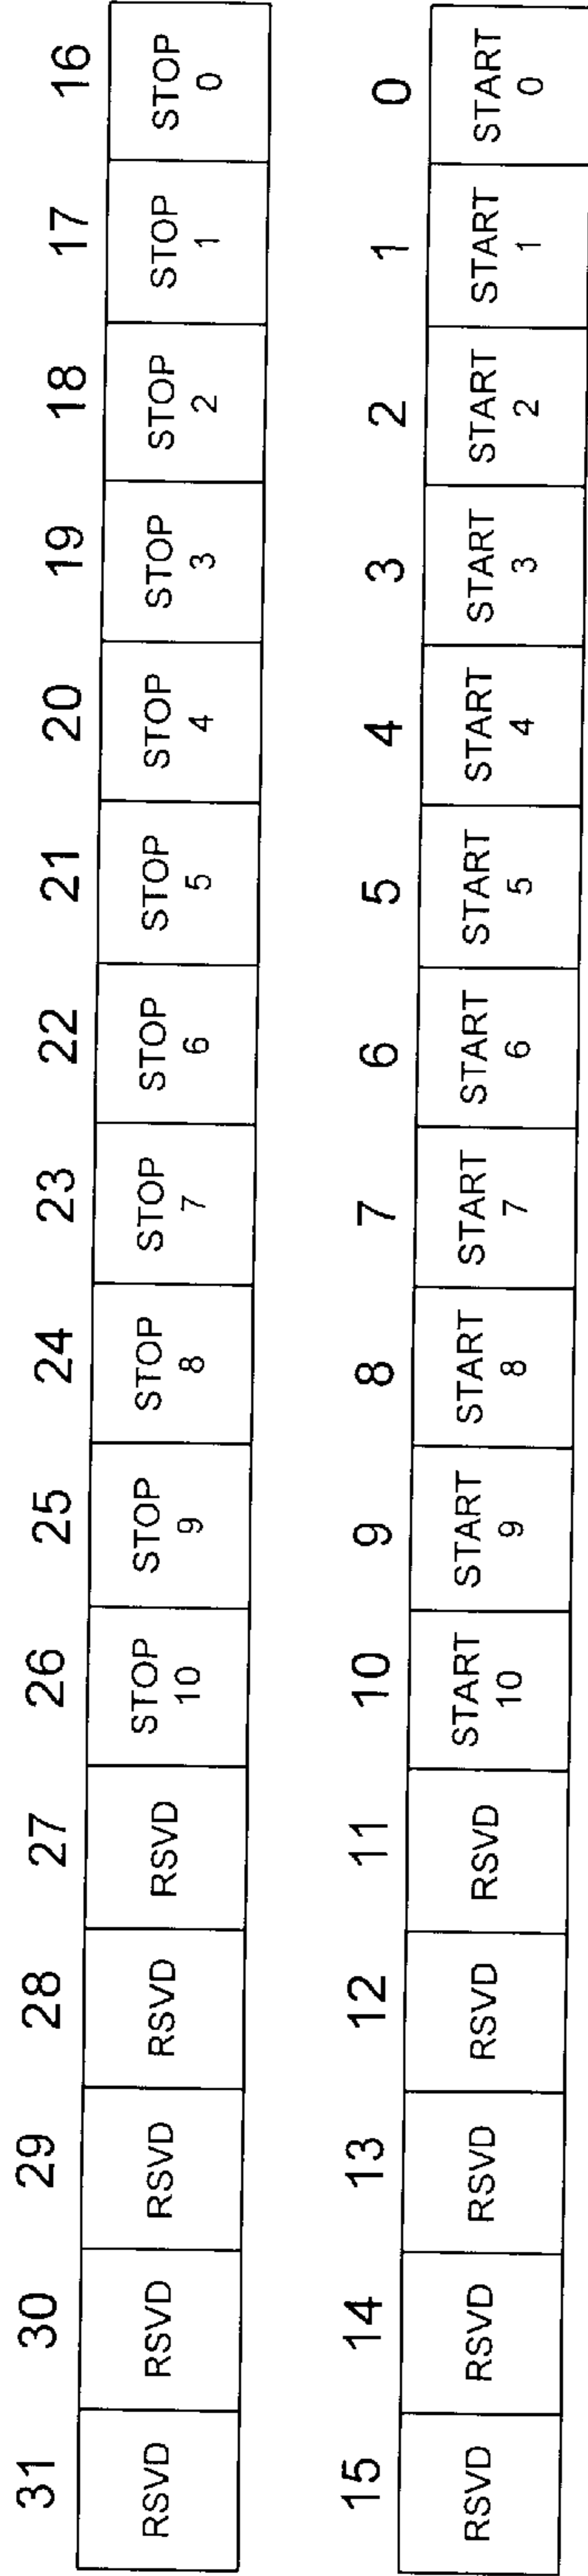 31 30 29 28 27 26 25 24 23 22 21 20 19 18 17 16
RSVD RSVD RSVD RSVD RSVD STOP STOP STOP STOP STOP STOP STOP STOP STOP STOP STOP
10 9 8 7 6 5 4 3 2 1 0
15 14 13 12 11 10 9 8 7 6 5 4 3 2 1 0
RSVD RSVD RSVD RSVD RSVD START START START START START START START START START START START
10 9 8 7 6 5 4 3 2 1 0